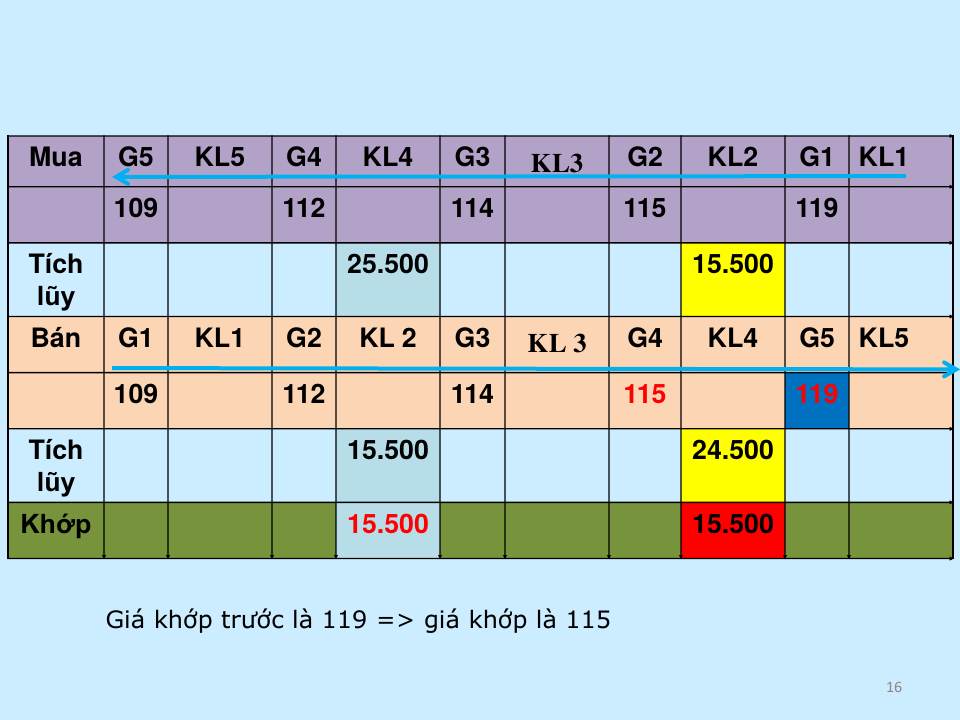 Mua G5 KL5 G4 KL4 G3 KL3 G2 KL2 G1 KL1
109 112 114 115 119
Tích lũy 25.500 15.500
Bán G1 KL1 G2 KL 2 G3 KL 3 G4 KL4 G5 KL5
109 112 114 115 119
Tích lũy 15.500 24.500
Khớp 15.500 15.500
Giá khớp trước là 119 => giá khớp là 115
16